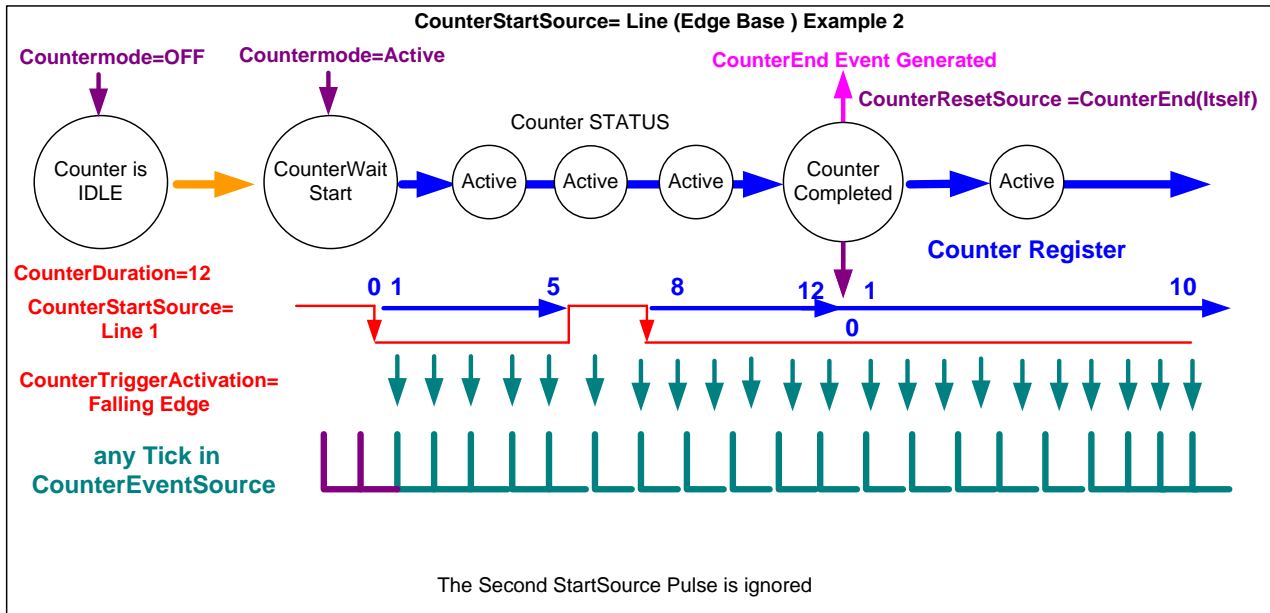 CounterStartSource= Line (Edge Base ) Example 2
Countermode=OFF
Countermode=Active
CounterEnd Event Generated
CounterResetSource =CounterEnd(Itself)
Counter STATUS
Counter is
IDLE
CounterWait
Start
Active
Active
Active
Counter
Completed
Active
Counter Register
CounterDuration=12
0 1 5 8 12 1 10
0
CounterStartSource=
Line 1
CounterTriggerActivation=
Falling Edge
any Tick in
CounterEventSource
The Second StartSource Pulse is ignored